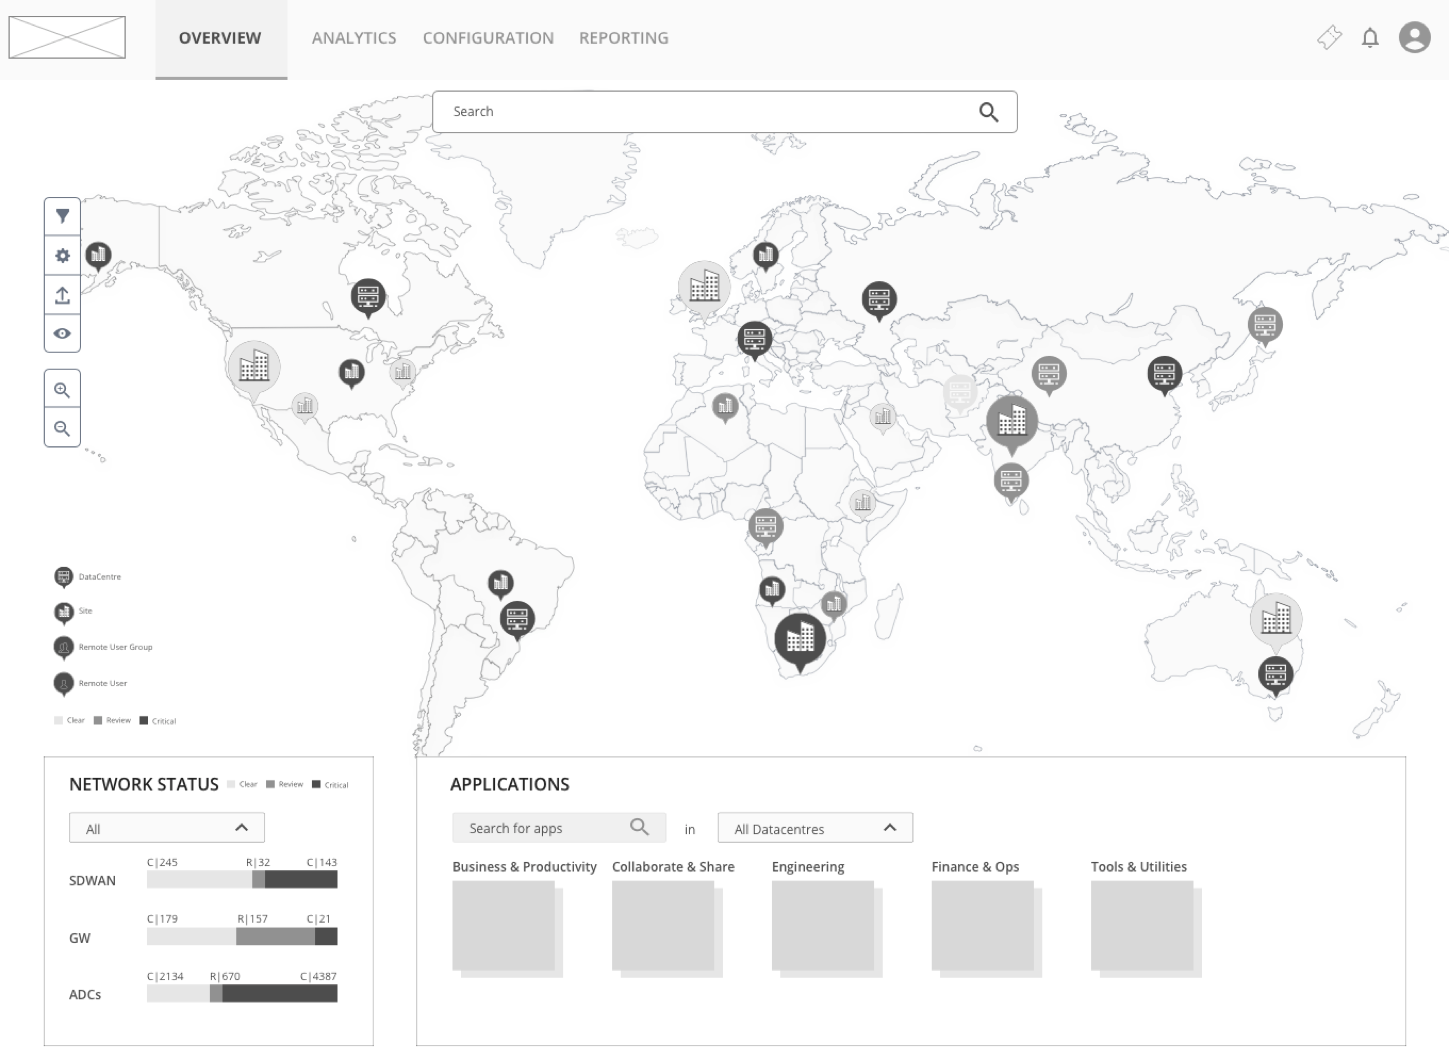 OVERVIEW ANALYTICS CONFIGURATION REPORTING
Search
DataCentre
Site
Remote User Group
Remote User
Clear Review Critical
NETWORK STATUS Clear Review Critical
All
C|245 R|32 C|143
SDWAN
C|179 R|157 C|21
GW
C|2134 R|670 C|4387
ADCs
APPLICATIONS
Search for apps in All Datacentres
Business & Productivity Collaborate & Share Engineering Finance & Ops Tools & Utilities